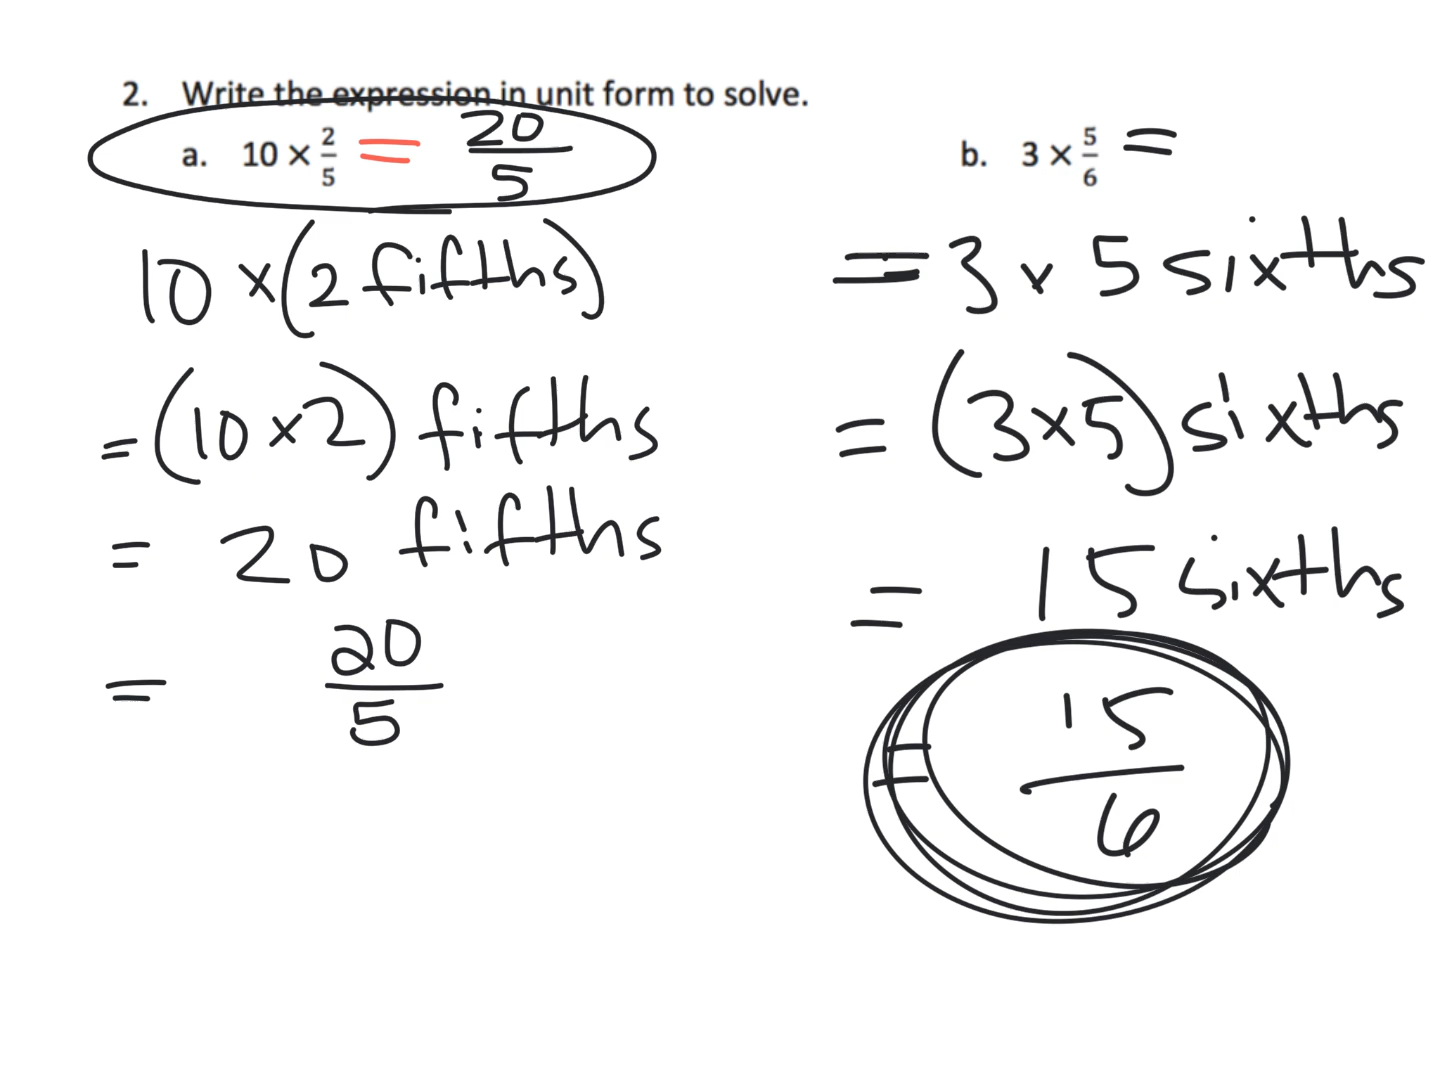 2. Write the expression in unit form to solve.
a. 10 × 2/5 = 20/5
10 × (2 fifths)
= (10 × 2) fifths
= 20 fifths
= 20/5
b. 3 × 5/6 =
= 3 × 5 sixths
= (3 × 5) sixths
= 15 sixths
= 15/6